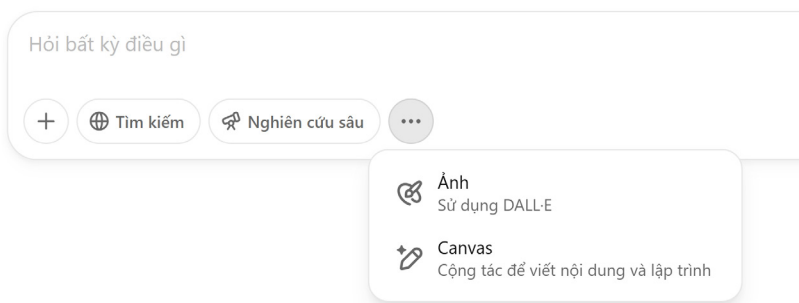 Hỏi bất kỳ điều gì
Tìm kiếm
Nghiên cứu sâu
Ảnh
Sử dụng DALL·E
Canvas
Cộng tác để viết nội dung và lập trình